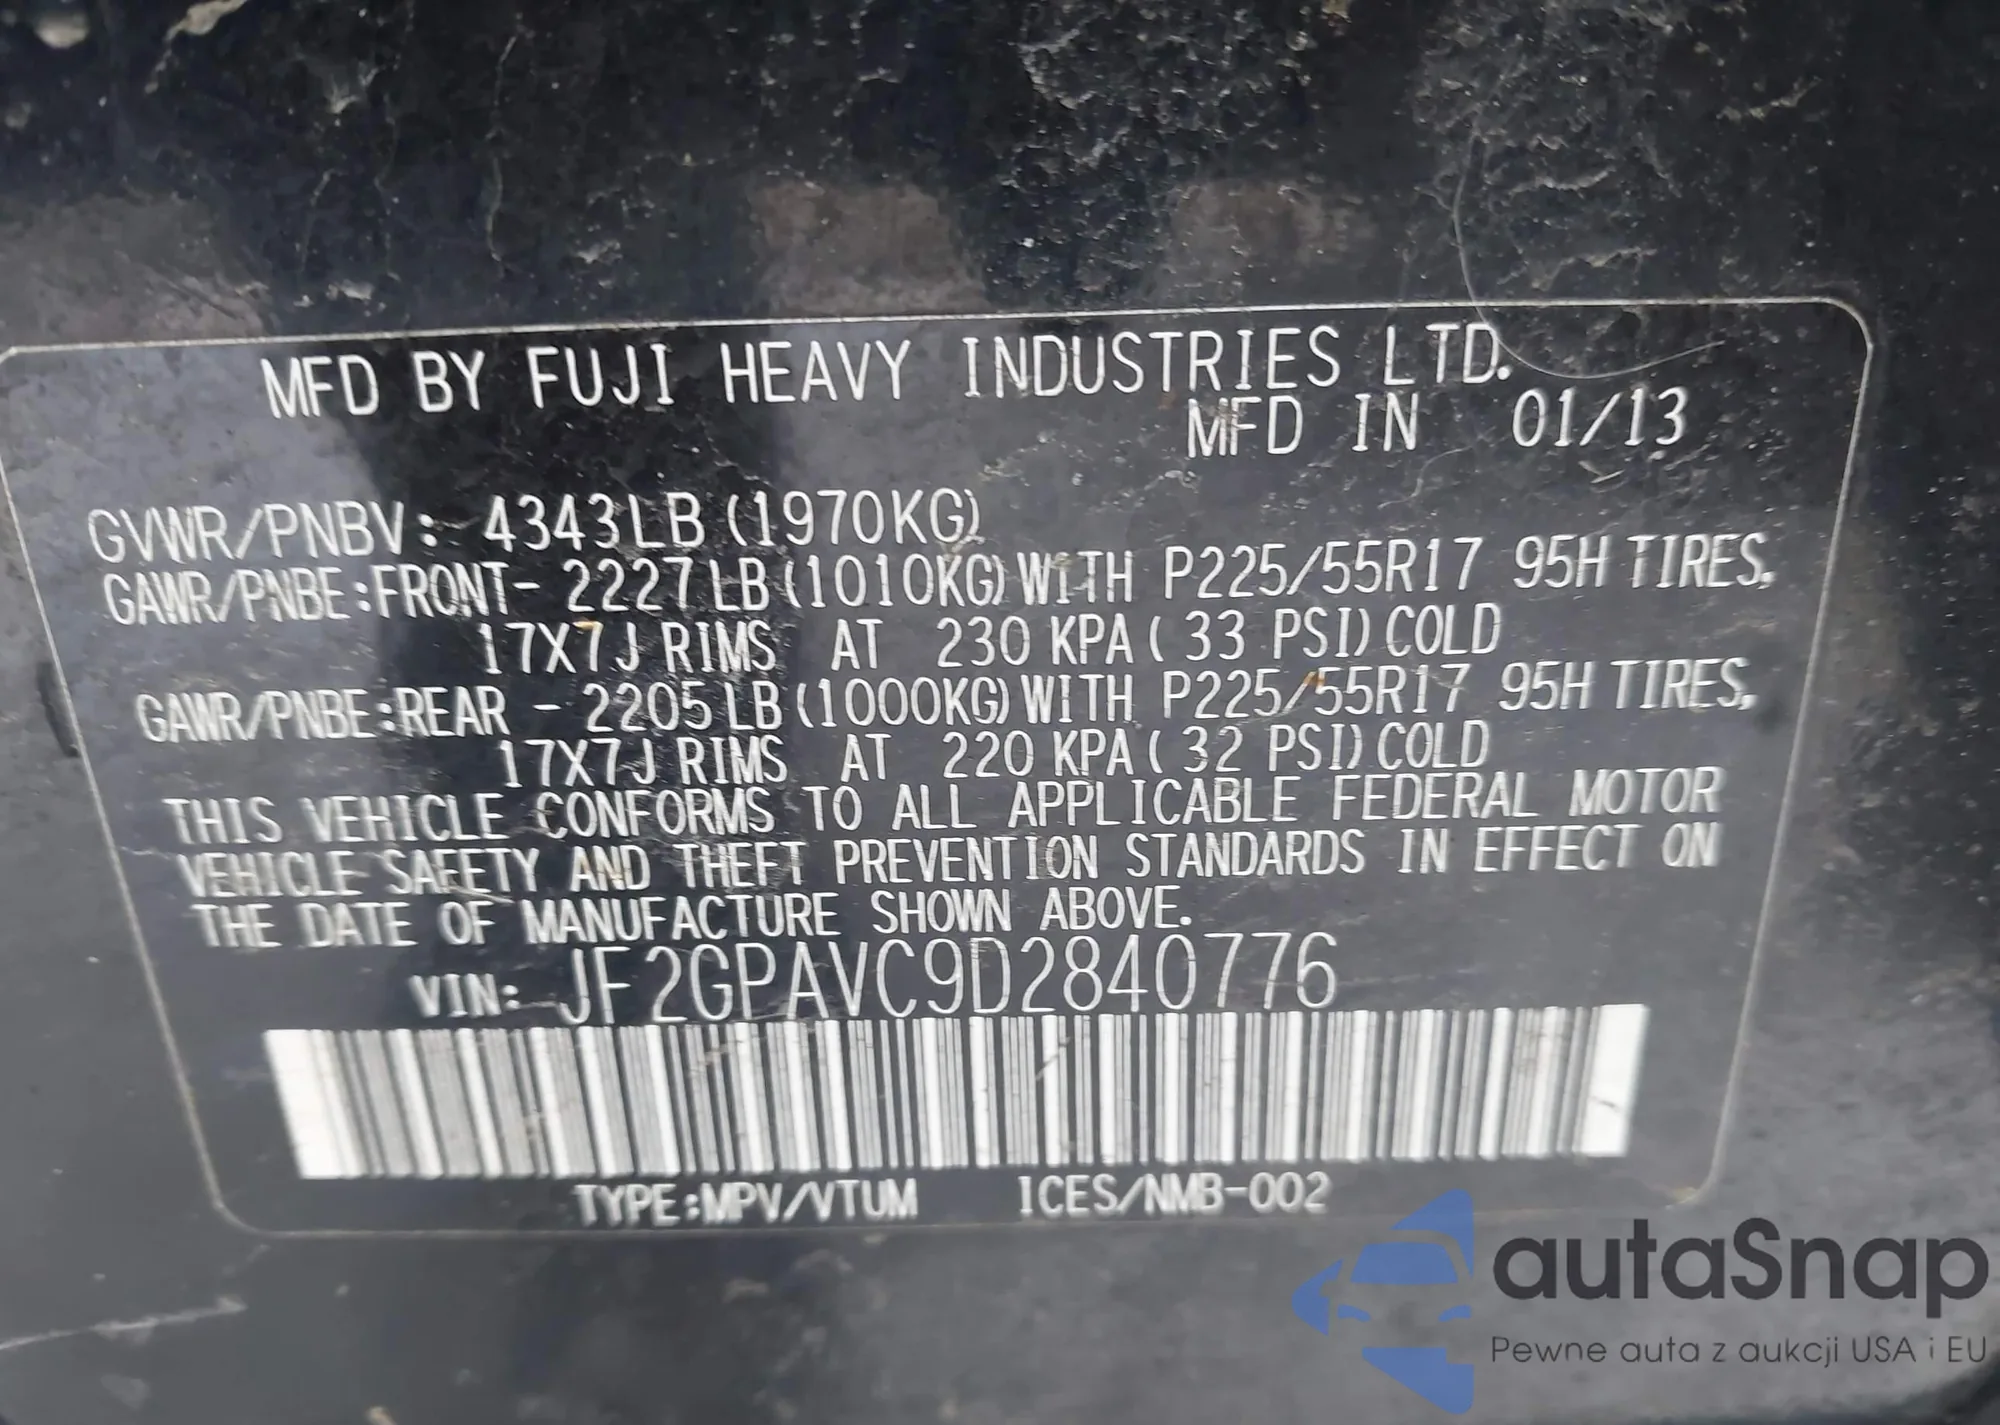 MFD BY FUJI HEAVY INDUSTRIES LTD.
MFD IN 01/13
GVWR/PNBV: 4343LB (1970KG)
GAWR/PNBE:FRONT- 2227LB (1010KG) WITH P225/55R17 95H TIRES,
17X7J RIMS AT 230 KPA ( 33 PSI) COLD
GAWR/PNBE:REAR - 2205LB (1000KG) WITH P225/55R17 95H TIRES,
17X7J RIMS AT 220 KPA ( 32 PSI) COLD
THIS VEHICLE CONFORMS TO ALL APPLICABLE FEDERAL MOTOR
VEHICLE SAFETY AND THEFT PREVENTION STANDARDS IN EFFECT ON
THE DATE OF MANUFACTURE SHOWN ABOVE.
VIN: JF2GPAVC9D2840776
TYPE:MPV/VTUM ICES/NMB-002
autaSnap
Pewne auta z aukcji USA i EU